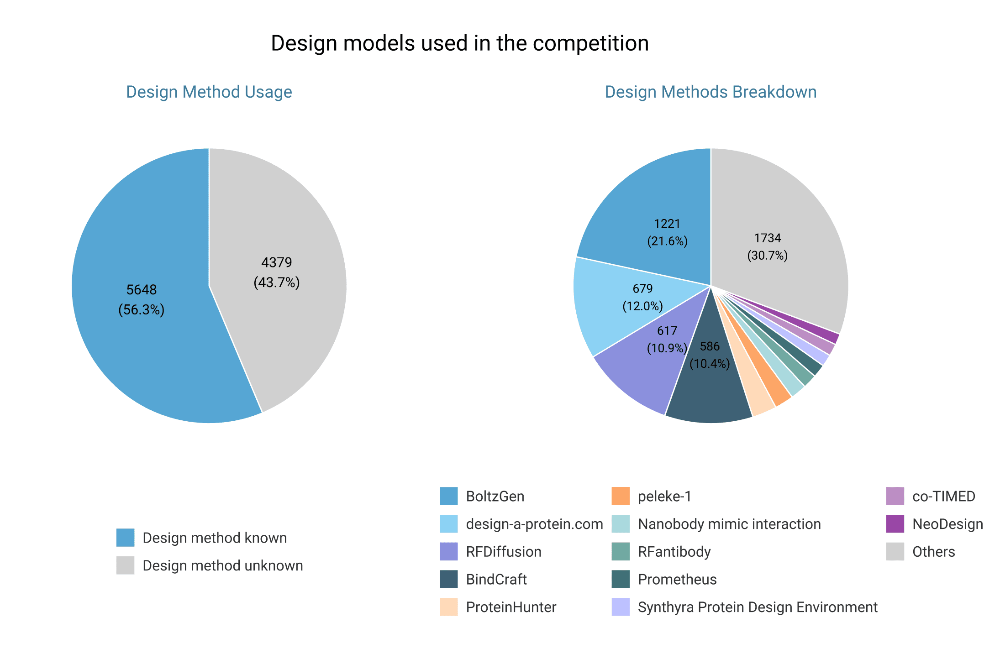 Design models used in the competition
Design Method Usage
4379
(43.7%)
5648
(56.3%)
Design method known
Design method unknown
Design Methods Breakdown
1221
(21.6%)
1734
(30.7%)
679
(12.0%)
617
(10.9%)
586
(10.4%)
BoltzGen
design-a-protein.com
RFDiffusion
BindCraft
ProteinHunter
peleke-1
Nanobody mimic interaction
RFantibody
Prometheus
Synthyra Protein Design Environment
co-TIMED
NeoDesign
Others